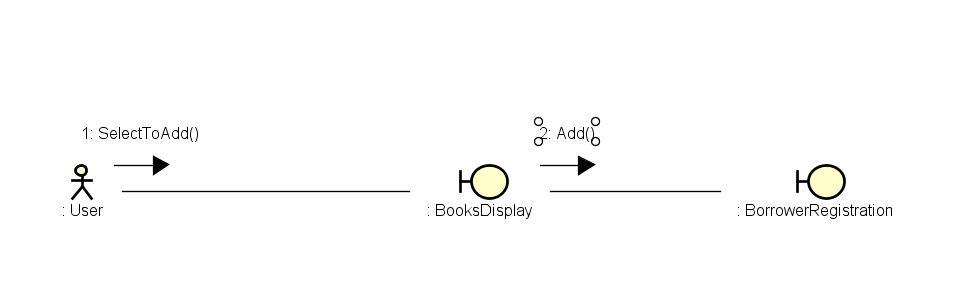 1: SelectToAdd()
2: Add()
: User
: BooksDisplay
: BorrowerRegistration